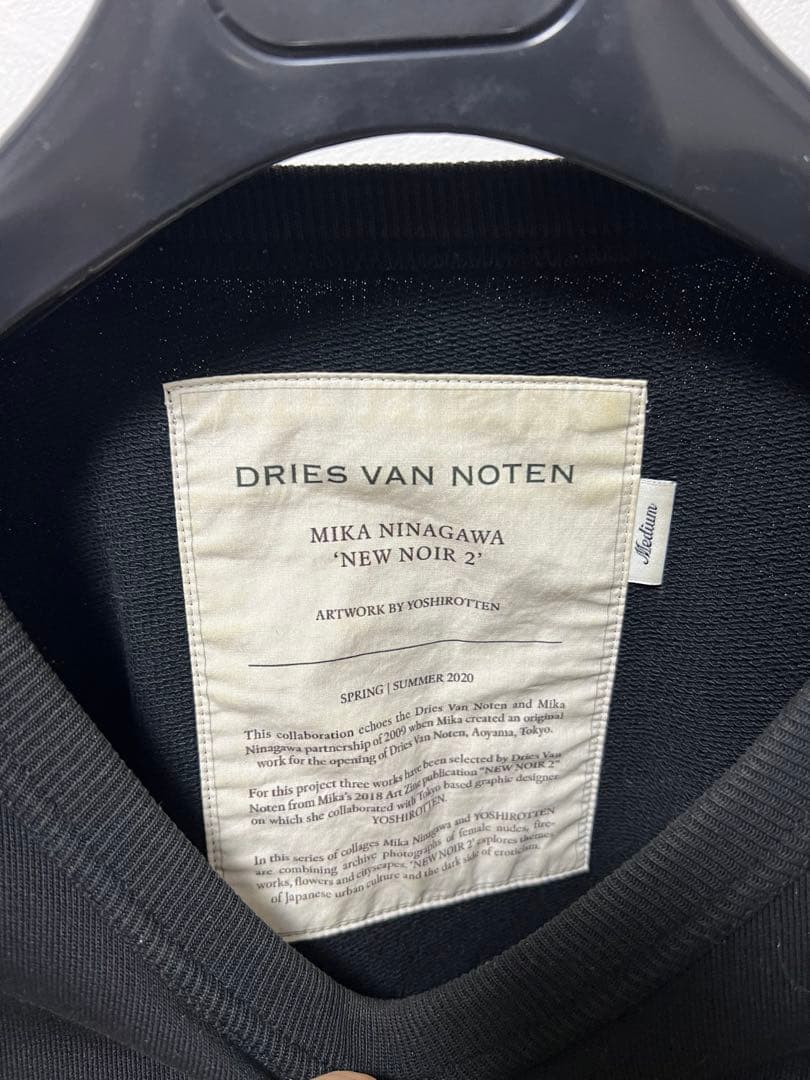 DRIES VAN NOTEN
MIKA NINAGAWA
‘NEW NOIR 2’
ARTWORK BY YOSHIROTTEN
SPRING | SUMMER 2020
This collaboration echoes the Dries Van Noten and Mika
Ninagawa partnership of 2009 when Mika created an original
work for the opening of Dries Van Noten, Aoyama, Tokyo.
For this project three works have been selected by Dries Van
Noten from Mika's 2018 Art Zine publication "NEW NOIR 2"
on which she collaborated with Tokyo based graphic designer
YOSHIROTTEN.
In this series of collages Mika Ninagawa and YOSHIROTTEN
are combining archive photographs of female nudes, fire-
works, flowers and cityscapes. 'NEW NOIR 2' explores themes
of Japanese urban culture and the dark side of eroticism.
Medium